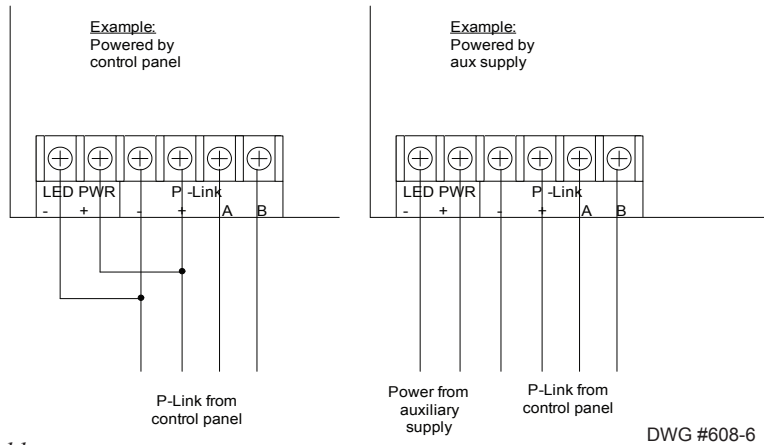 Example:
Powered by
control panel
Example:
Powered by
aux supply
LED PWR P -Link
- + - + A B
LED PWR P -Link
- + - + A B
P-Link from
control panel
Power from
auxiliary
supply
P-Link from
control panel
DWG #608-6